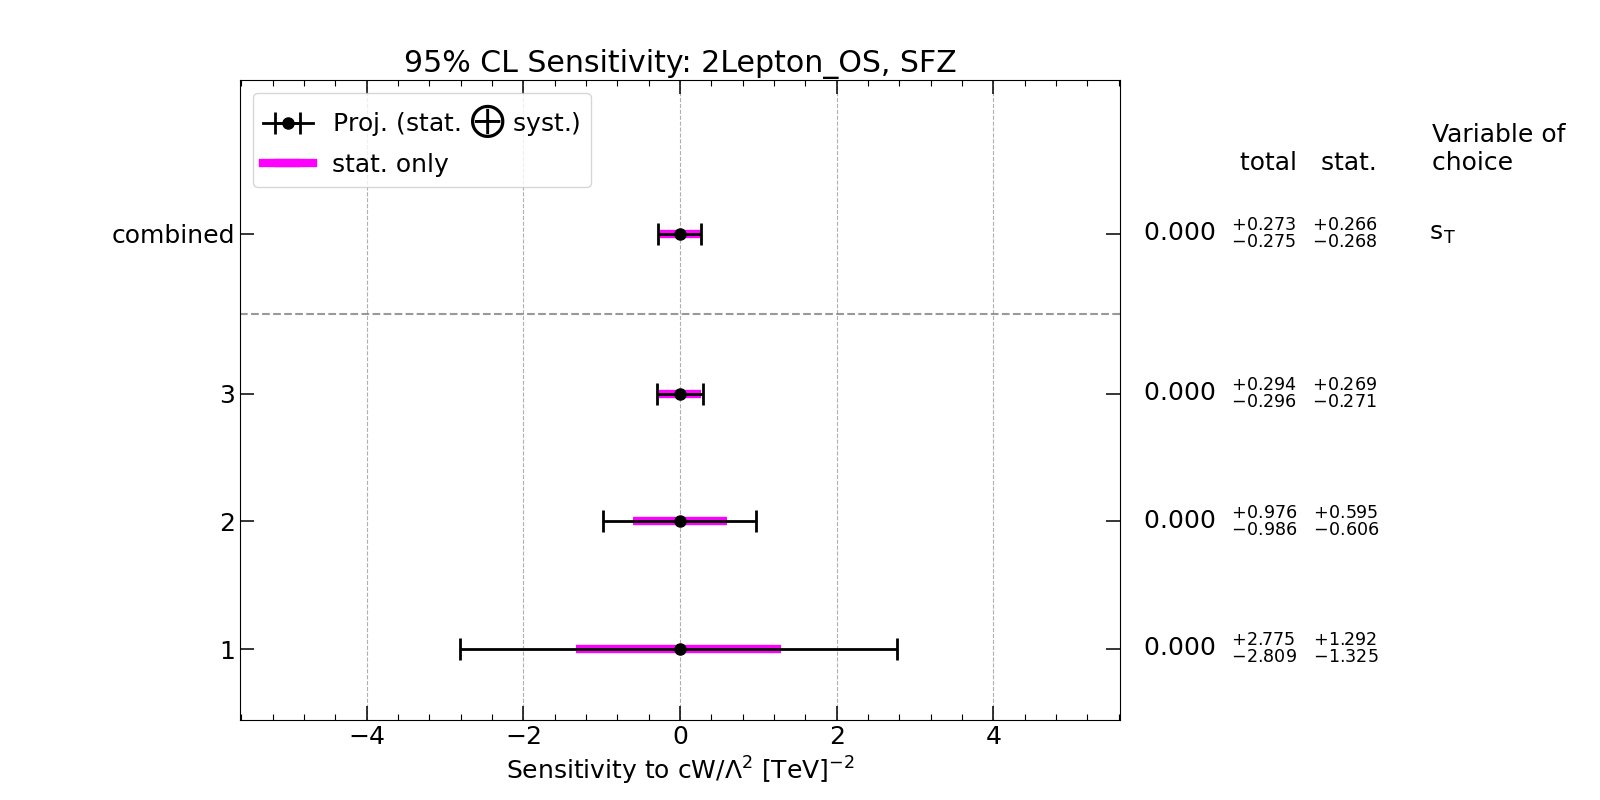 95% CL Sensitivity: 2Lepton_OS, SFZ
Proj. (stat. ⊕ syst.)
stat. only
Variable of
choice
total stat.
combined 0.000 +0.273 −0.275 +0.266 −0.268 s_T
3 0.000 +0.294 −0.296 +0.269 −0.271
2 0.000 +0.976 −0.986 +0.595 −0.606
1 0.000 +2.775 −2.809 +1.292 −1.325
−4 −2 0 2 4
Sensitivity to cW/Λ² [TeV]⁻²